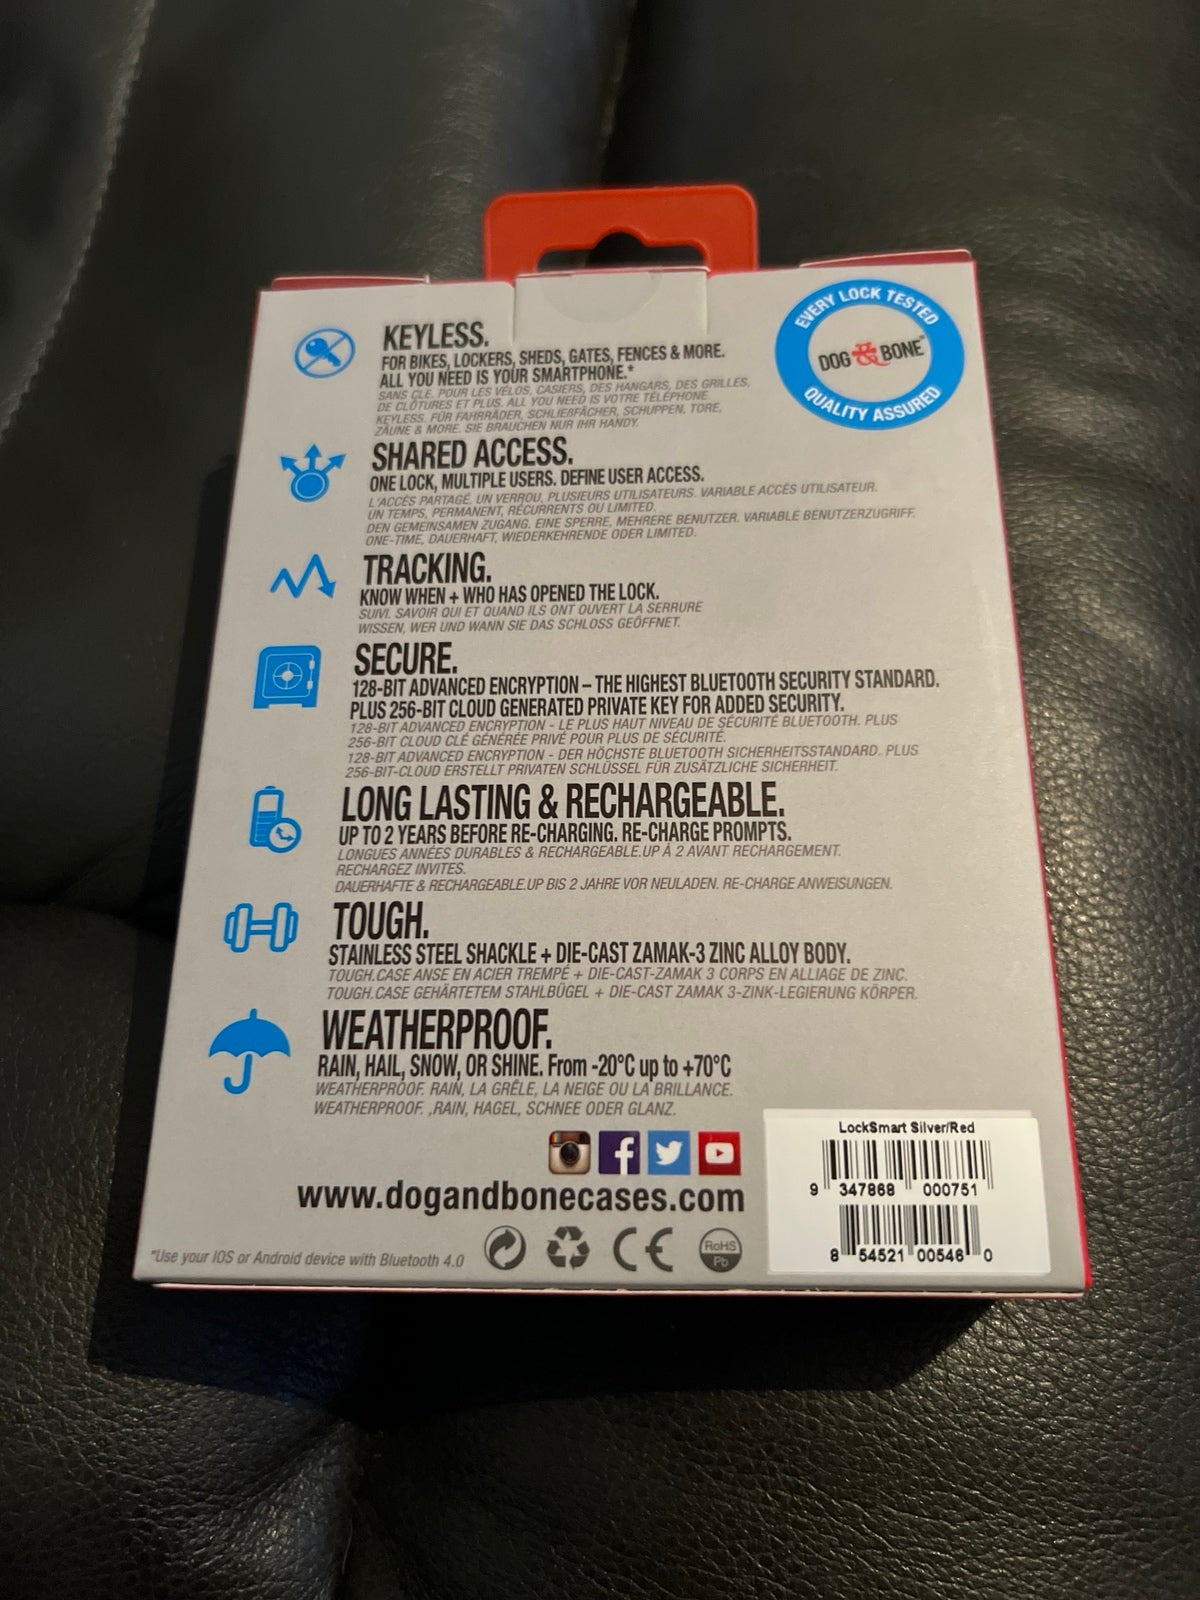 EVERY LOCK TESTED
DOG & BONE®
QUALITY ASSURED
KEYLESS.
FOR BIKES, LOCKERS, SHEDS, GATES, FENCES & MORE.
ALL YOU NEED IS YOUR SMARTPHONE.*
SANS CLE. POUR LES VÉLOS, CASIERS, DES HANGARS, DES GRILLES,
DE CLÔTURES ET PLUS. ALL YOU NEED IS VOTRE TÉLÉPHONE.
KEYLESS. FÜR FAHRRÄDER, SCHLIEßFÄCHER, SCHUPPEN, TORE,
ZÄUNE & MORE. SIE BRAUCHEN NUR IHR HANDY.
SHARED ACCESS.
ONE LOCK, MULTIPLE USERS. DEFINE USER ACCESS.
L'ACCÈS PARTAGÉ. UN VERROU, PLUSIEURS UTILISATEURS. VARIABLE ACCÈS UTILISATEUR.
UN TEMPS, PERMANENT, RÉCURRENTS OU LIMITED.
DEN GEMEINSAMEN ZUGANG. EINE SPERRE, MEHRERE BENUTZER. VARIABLE BENUTZERZUGRIFF.
ONE-TIME, DAUERHAFT, WIEDERKEHRENDE ODER LIMITED.
TRACKING.
KNOW WHEN + WHO HAS OPENED THE LOCK.
SUIVI. SAVOIR QUI ET QUAND ILS ONT OUVERT LA SERRURE
WISSEN, WER UND WANN SIE DAS SCHLOSS GEÖFFNET.
SECURE.
128-BIT ADVANCED ENCRYPTION – THE HIGHEST BLUETOOTH SECURITY STANDARD.
PLUS 256-BIT CLOUD GENERATED PRIVATE KEY FOR ADDED SECURITY.
128-BIT ADVANCED ENCRYPTION - LE PLUS HAUT NIVEAU DE SÉCURITÉ BLUETOOTH. PLUS
256-BIT CLOUD CLÉ GÉNÉRÉE PRIVÉ POUR PLUS DE SÉCURITÉ.
128-BIT ADVANCED ENCRYPTION - DER HÖCHSTE BLUETOOTH SICHERHEITSSTANDARD. PLUS
256-BIT-CLOUD ERSTELLT PRIVATEN SCHLÜSSEL FÜR ZUSÄTZLICHE SICHERHEIT.
LONG LASTING & RECHARGEABLE.
UP TO 2 YEARS BEFORE RE-CHARGING. RE-CHARGE PROMPTS.
LONGUES ANNÉES DURABLES & RECHARGEABLE.UP À 2 AVANT RECHARGEMENT.
RECHARGEZ INVITES.
DAUERHAFTE & RECHARGEABLE.UP BIS 2 JAHRE VOR NEULADEN. RE-CHARGE ANWEISUNGEN.
TOUGH.
STAINLESS STEEL SHACKLE + DIE-CAST ZAMAK-3 ZINC ALLOY BODY.
TOUGH.CASE ANSE EN ACIER TREMPÉ + DIE-CAST-ZAMAK 3 CORPS EN ALLIAGE DE ZINC.
TOUGH.CASE GEHÄRTETEM STAHLBÜGEL + DIE-CAST ZAMAK 3-ZINK-LEGIERUNG KÖRPER.
WEATHERPROOF.
RAIN, HAIL, SNOW, OR SHINE. From -20°C up to +70°C
WEATHERPROOF. RAIN, LA GRÊLE, LA NEIGE OU LA BRILLANCE.
WEATHERPROOF. ,RAIN, HAGEL, SCHNEE ODER GLANZ.
www.dogandbonecases.com
*Use your IOS or Android device with Bluetooth 4.0
CE
RoHS
Pb
LockSmart Silver/Red
9 347868 000751
8 54521 00546 0